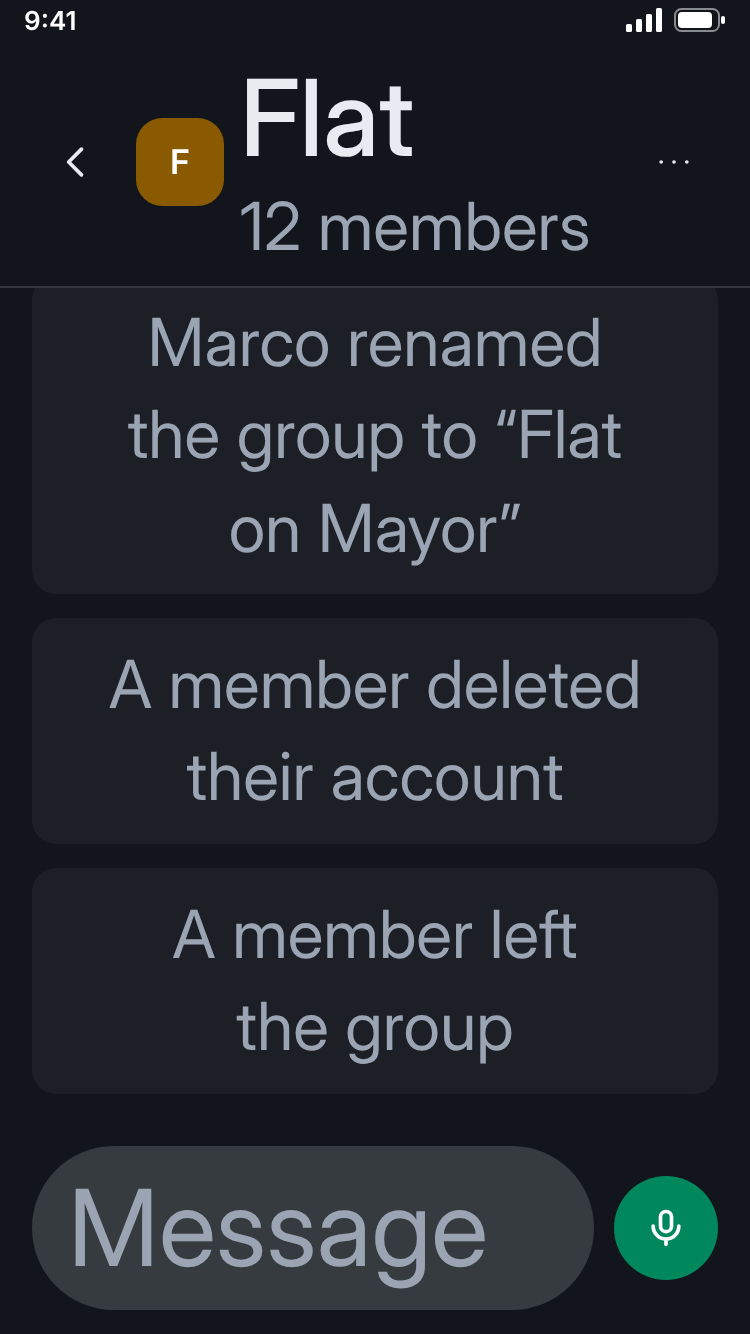 9:41
F
Flat
12 members
Marco renamed
the group to “Flat
on Mayor”
A member deleted
their account
A member left
the group
Message